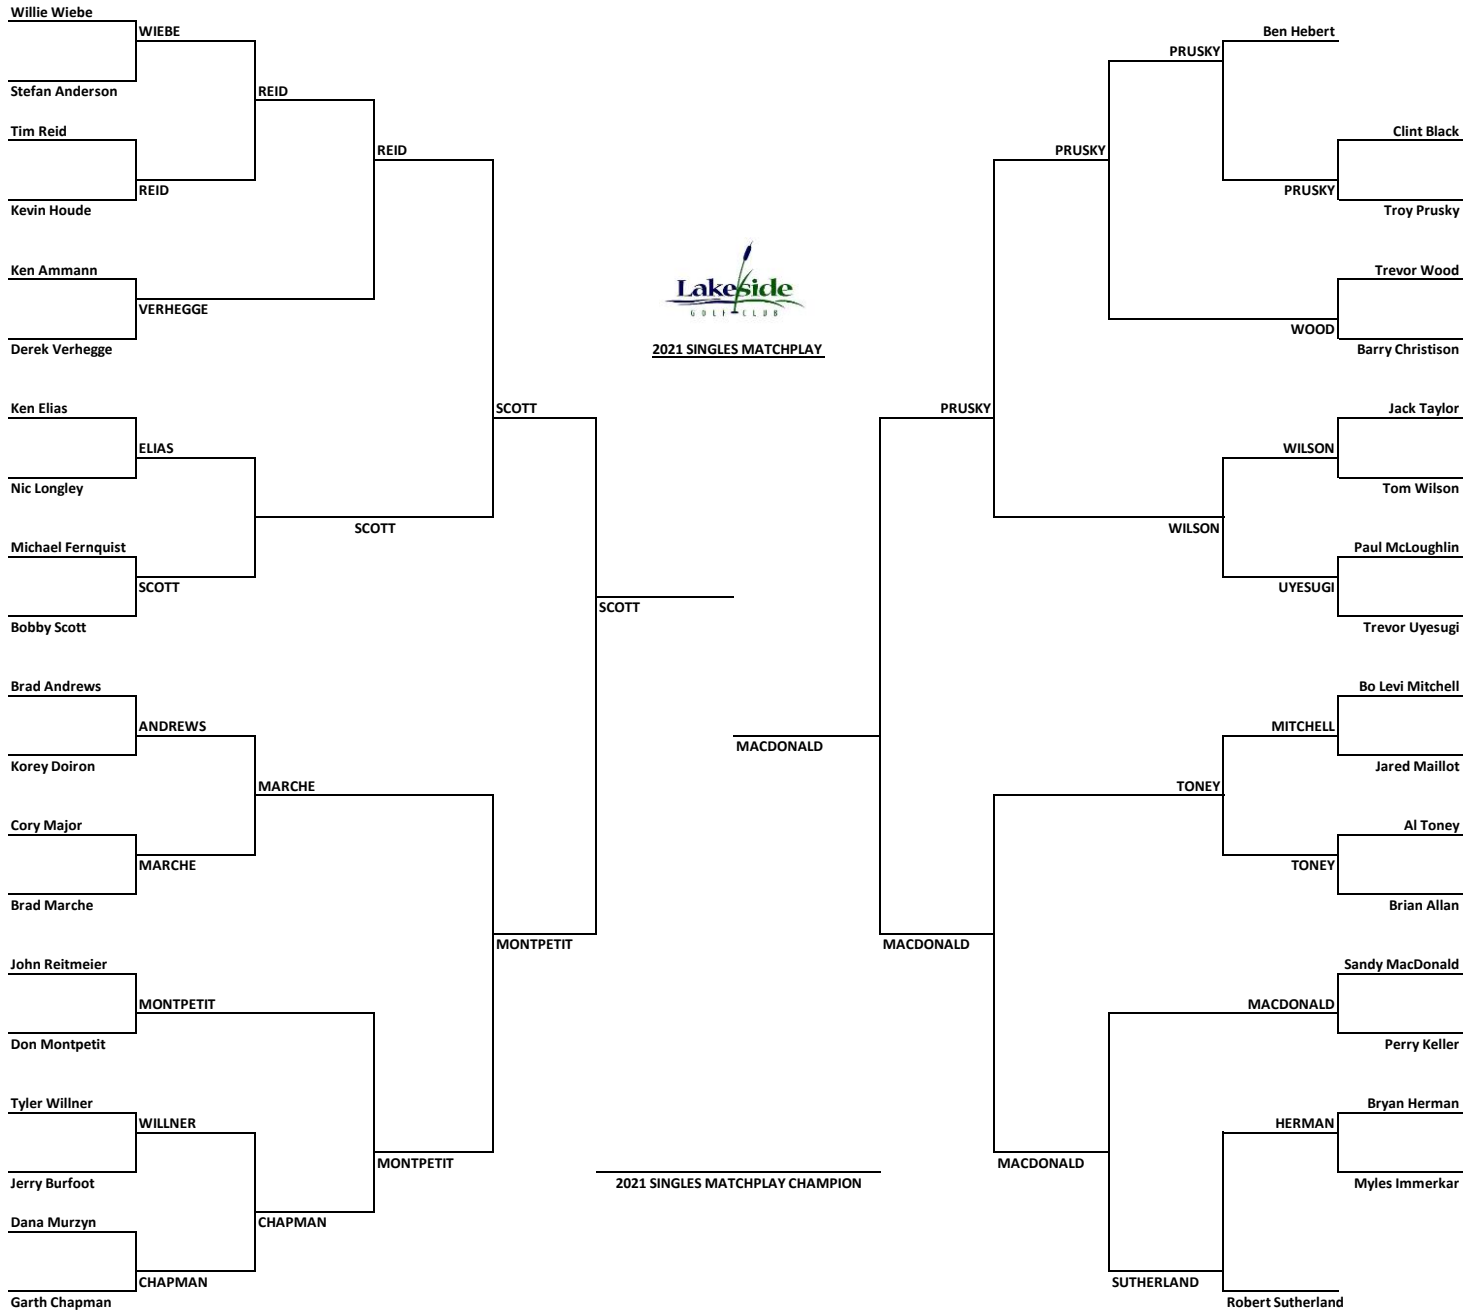 Willie Wiebe
WIEBE
Stefan Anderson
REID
Tim Reid
REID
REID
Kevin Houde
Ken Ammann
VERHEGGE
Derek Verhegge
Ken Elias
SCOTT
ELIAS
Nic Longley
SCOTT
Michael Fernquist
SCOTT
Bobby Scott
SCOTT
Brad Andrews
ANDREWS
Korey Doiron
MARCHE
Cory Major
MARCHE
Brad Marche
MONTPETIT
John Reitmeier
MONTPETIT
Don Montpetit
Tyler Willner
WILLNER
MONTPETIT
Jerry Burfoot
Dana Murzyn
CHAPMAN
CHAPMAN
Garth Chapman
Lakeside
GOLF CLUB
2021 SINGLES MATCHPLAY
MACDONALD
2021 SINGLES MATCHPLAY CHAMPION
Ben Hebert
PRUSKY
Clint Black
PRUSKY
PRUSKY
Troy Prusky
Trevor Wood
WOOD
Barry Christison
PRUSKY
Jack Taylor
WILSON
Tom Wilson
WILSON
Paul McLoughlin
UYESUGI
Trevor Uyesugi
Bo Levi Mitchell
MITCHELL
Jared Maillot
TONEY
Al Toney
TONEY
Brian Allan
MACDONALD
Sandy MacDonald
MACDONALD
Perry Keller
Bryan Herman
HERMAN
MACDONALD
Myles Immerkar
SUTHERLAND
Robert Sutherland